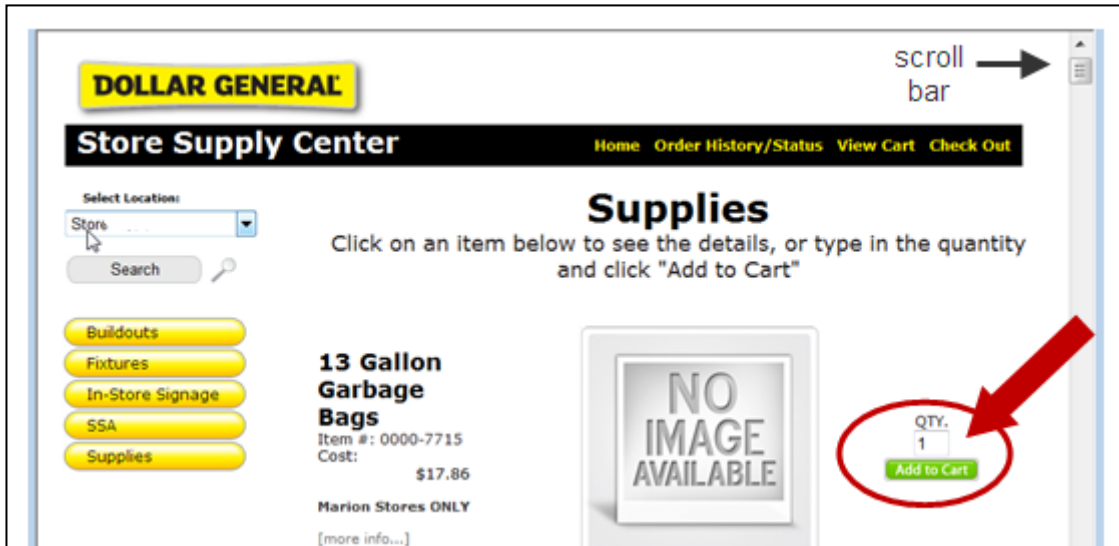 scroll
bar
DOLLAR GENERAL
Store Supply Center
Home Order History/Status View Cart Check Out
Select Location:
Store
Search
Supplies
Click on an item below to see the details, or type in the quantity
and click "Add to Cart"
Buildouts
Fixtures
In-Store Signage
SSA
Supplies
13 Gallon
Garbage
Bags
Item #: 0000-7715
Cost:
$17.86
Marion Stores ONLY
[more info...]
NO
IMAGE
AVAILABLE
QTY.
1
Add to Cart